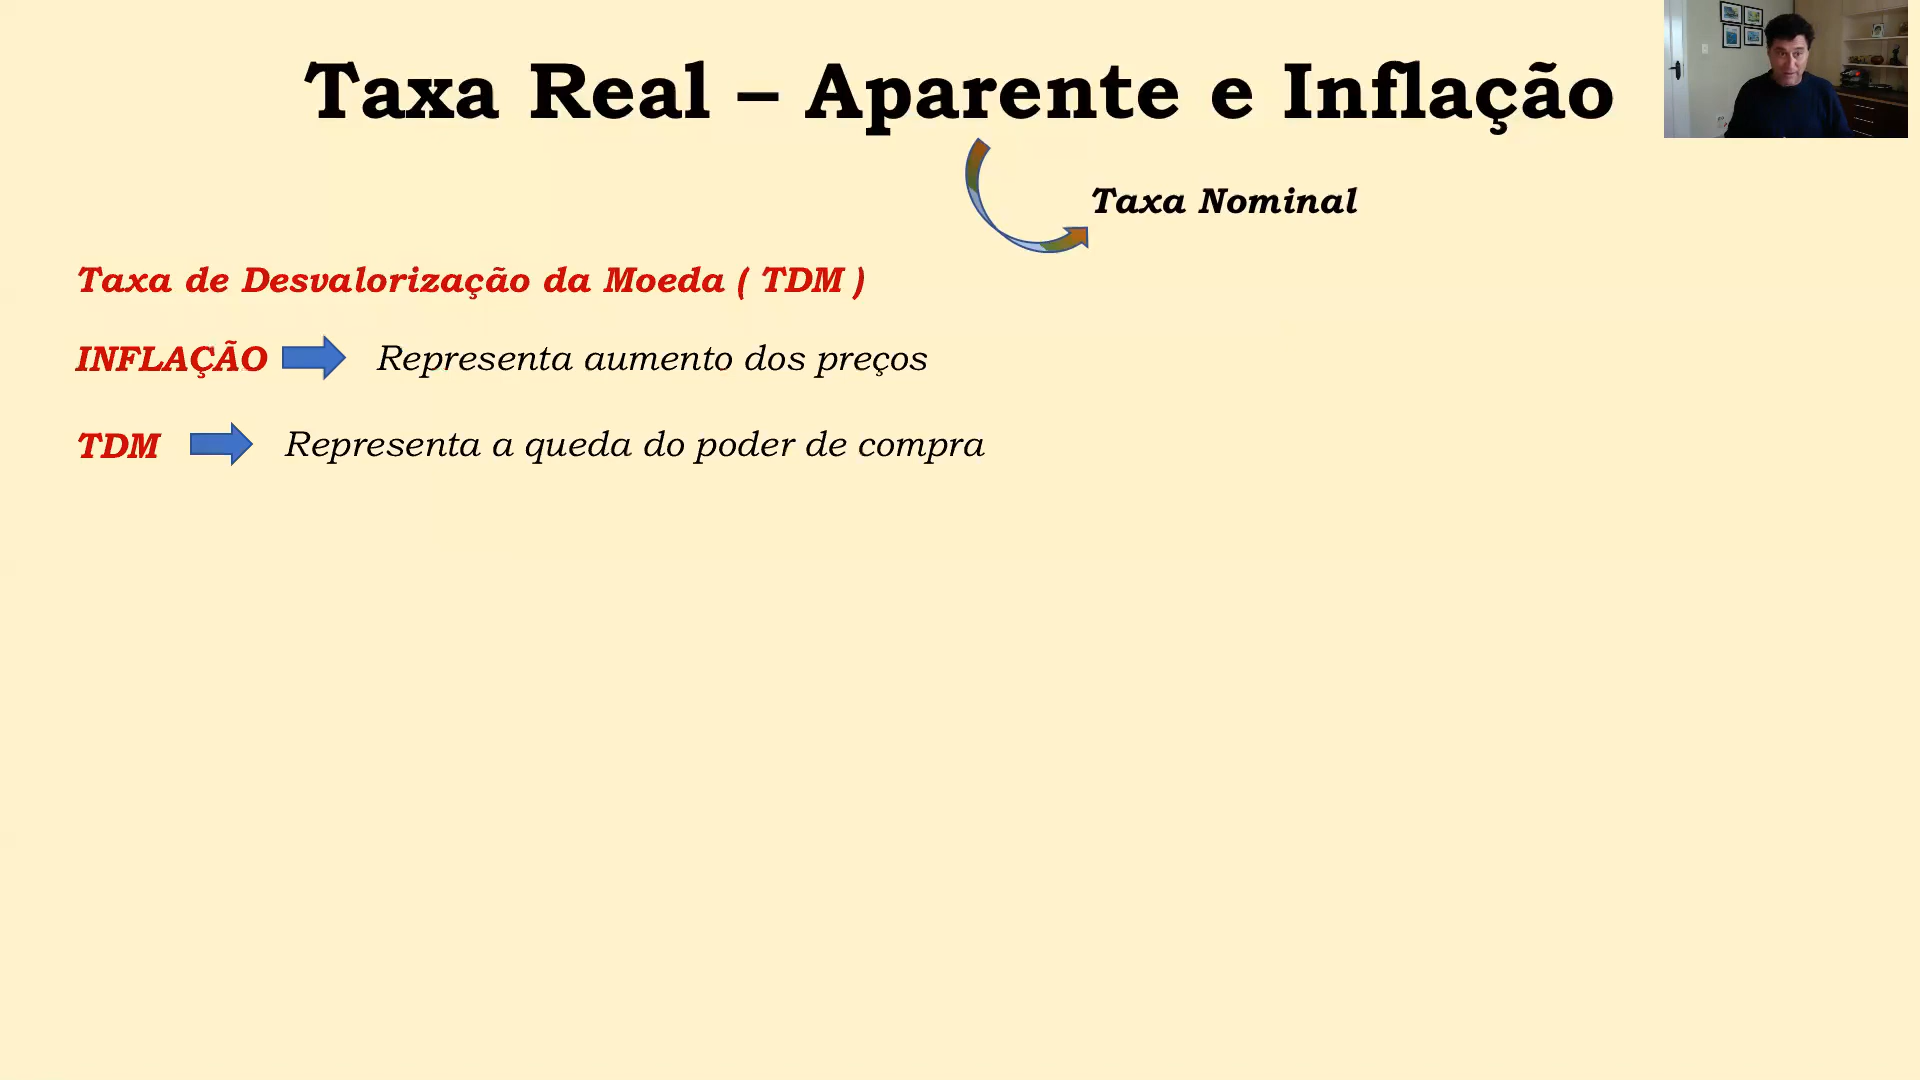 Taxa Real – Aparente e Inflação
Taxa Nominal
Taxa de Desvalorização da Moeda ( TDM )
INFLAÇÃO Representa aumento dos preços
TDM Representa a queda do poder de compra